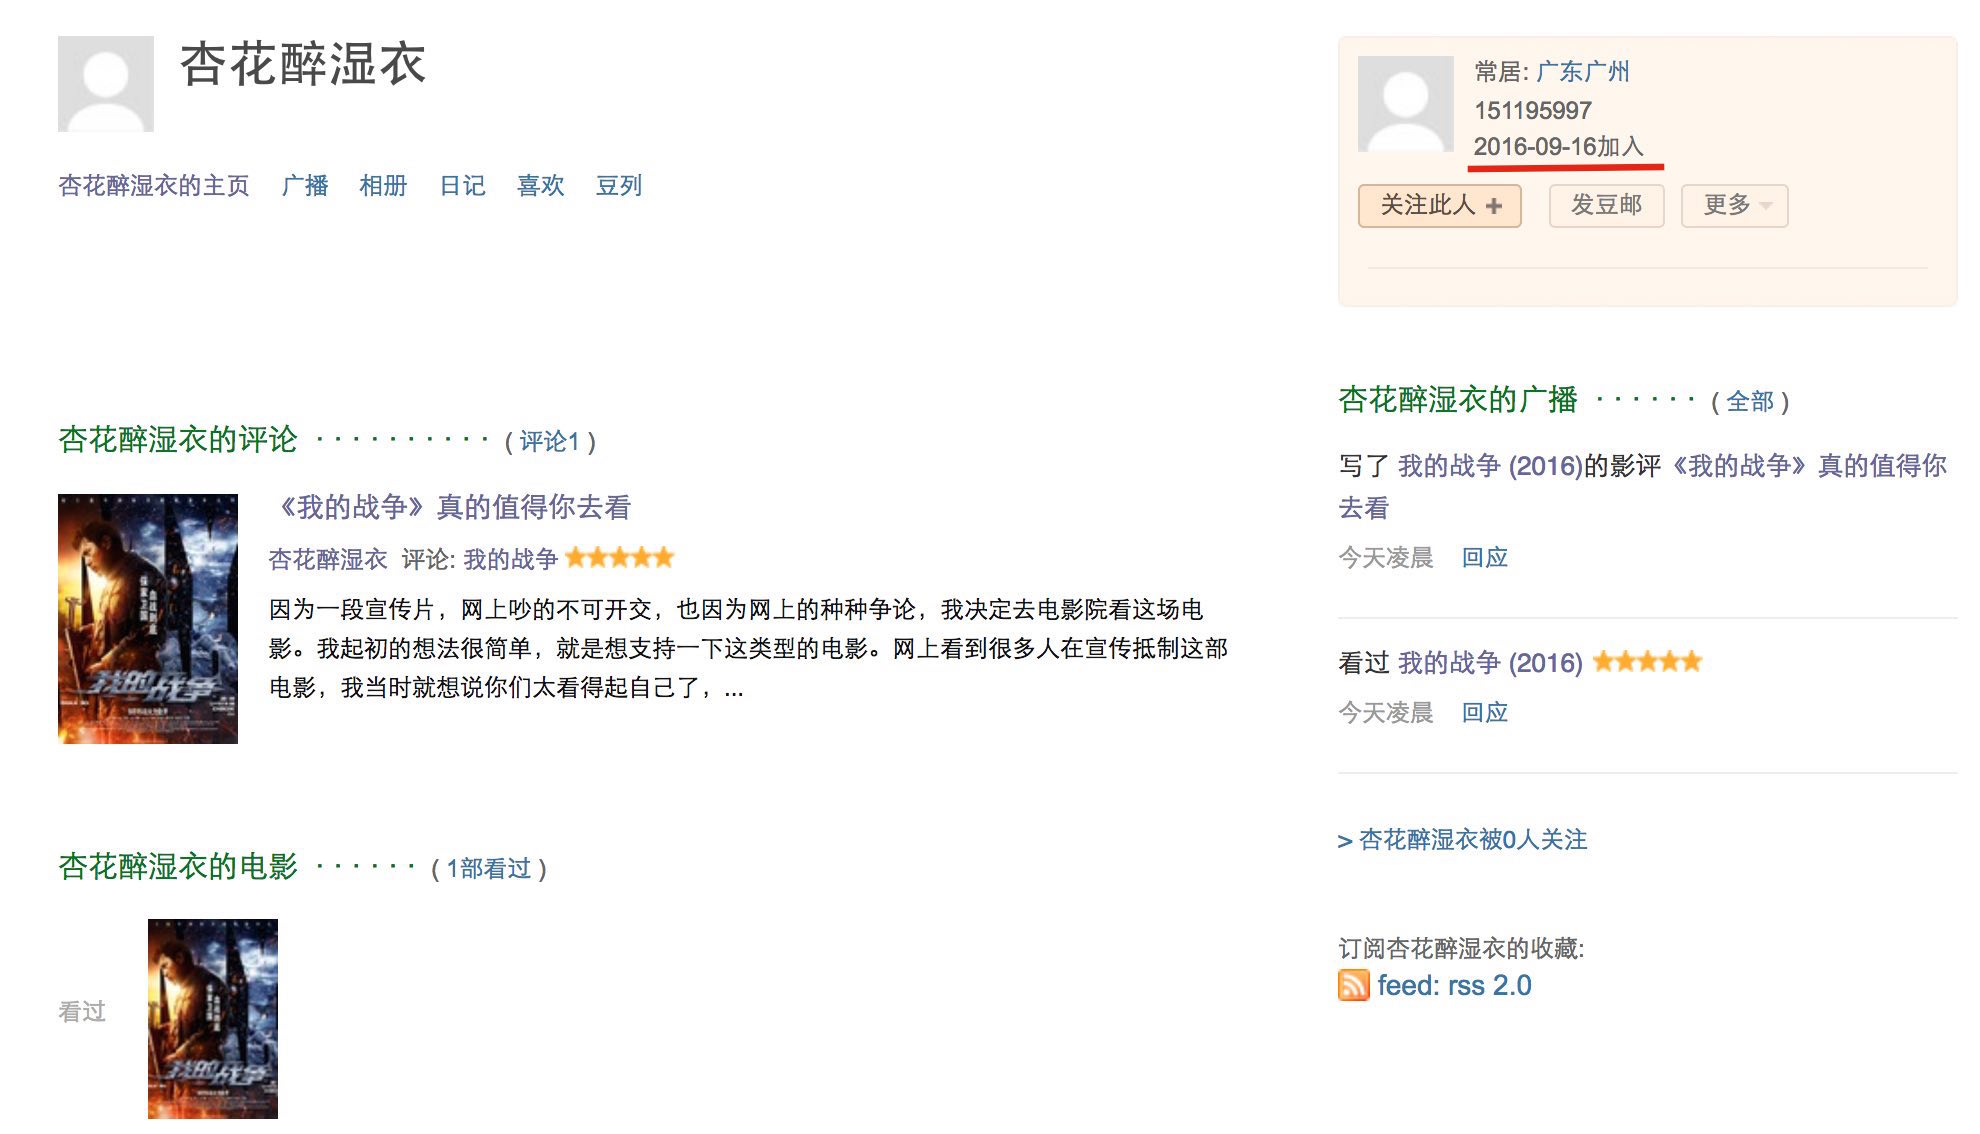 杏花醉湿衣
杏花醉湿衣的主页 广播 相册 日记 喜欢 豆列
常居: 广东广州
151195997
2016-09-16加入
关注此人 + 发豆邮 更多
杏花醉湿衣的评论 · · · · · · · · · · ( 评论1 )
《我的战争》真的值得你去看
杏花醉湿衣 评论: 我的战争
因为一段宣传片，网上吵的不可开交，也因为网上的种种争论，我决定去电影院看这场电
影。我起初的想法很简单，就是想支持一下这类型的电影。网上看到很多人在宣传抵制这部
电影，我当时就想说你们太看得起自己了，...
我的战争
杏花醉湿衣的电影 · · · · · · ( 1部看过 )
看过
我的战争
杏花醉湿衣的广播 · · · · · · ( 全部 )
写了 我的战争 (2016)的影评《我的战争》真的值得你
去看
今天凌晨 回应
看过 我的战争 (2016)
今天凌晨 回应
> 杏花醉湿衣被0人关注
订阅杏花醉湿衣的收藏:
feed: rss 2.0